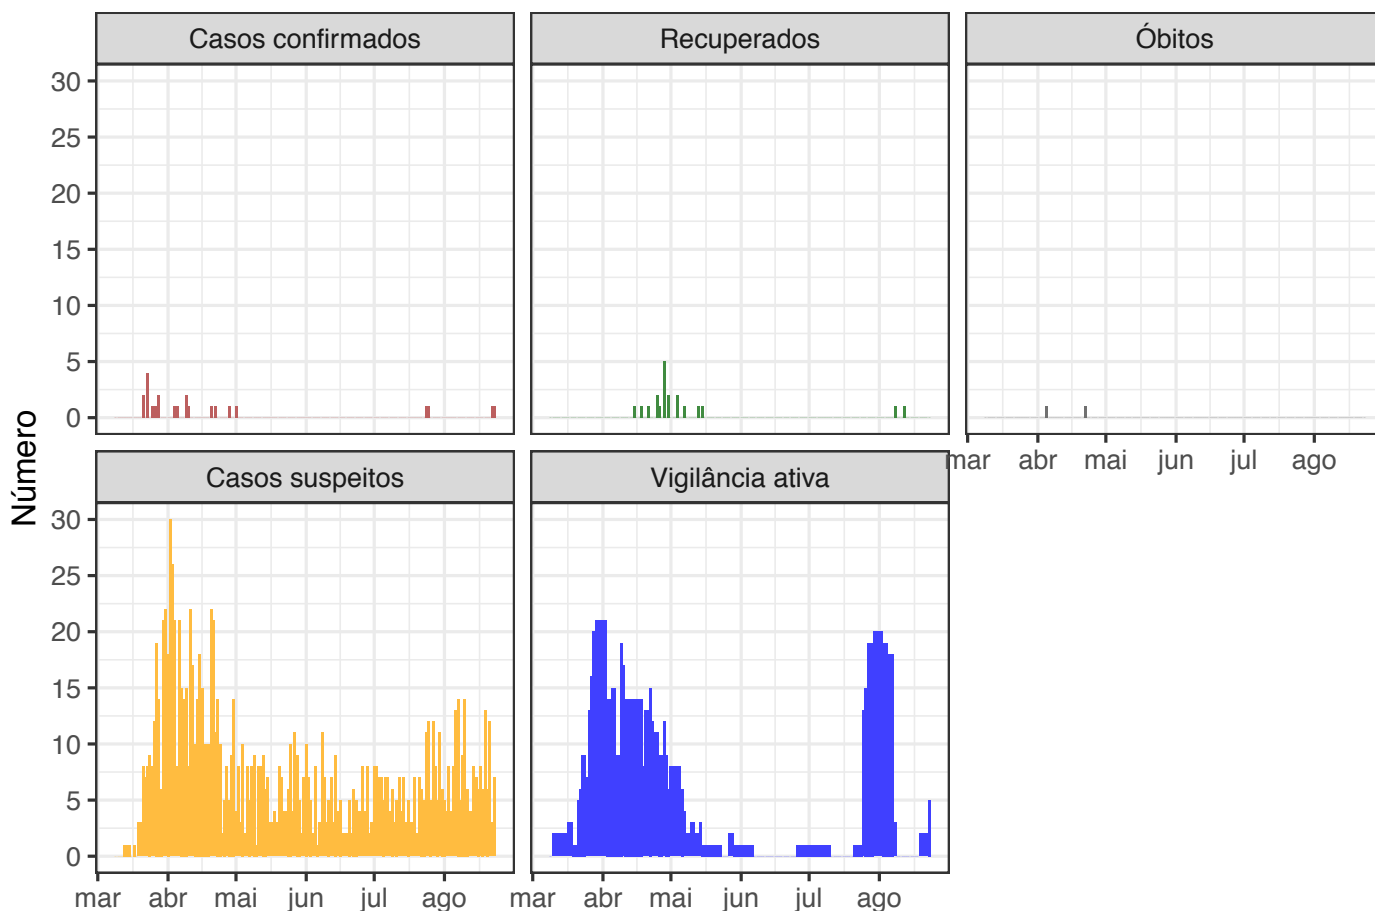 Casos confirmados
Recuperados
Óbitos
30
25
20
15
10
5
0
mar abr mai jun jul ago
Número
Casos suspeitos
Vigilância ativa
30
25
20
15
10
5
0
mar abr mai jun jul ago
mar abr mai jun jul ago